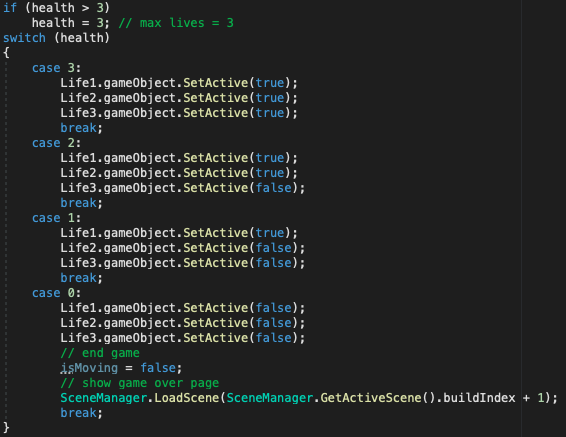 if (health > 3)
    health = 3; // max lives = 3
switch (health)
{
    case 3:
        Life1.gameObject.SetActive(true);
        Life2.gameObject.SetActive(true);
        Life3.gameObject.SetActive(true);
        break;
    case 2:
        Life1.gameObject.SetActive(true);
        Life2.gameObject.SetActive(true);
        Life3.gameObject.SetActive(false);
        break;
    case 1:
        Life1.gameObject.SetActive(true);
        Life2.gameObject.SetActive(false);
        Life3.gameObject.SetActive(false);
        break;
    case 0:
        Life1.gameObject.SetActive(false);
        Life2.gameObject.SetActive(false);
        Life3.gameObject.SetActive(false);
        // end game
        isMoving = false;
        // show game over page
        SceneManager.LoadScene(SceneManager.GetActiveScene().buildIndex + 1);
        break;
}